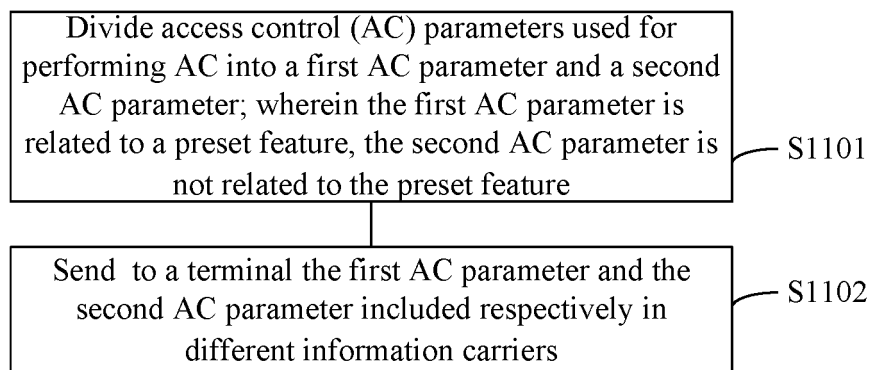 Divide access control (AC) parameters used for
performing AC into a first AC parameter and a second
AC parameter; wherein the first AC parameter is
related to a preset feature, the second AC parameter is
not related to the preset feature
S1101
Send to a terminal the first AC parameter and the
second AC parameter included respectively in
different information carriers
S1102